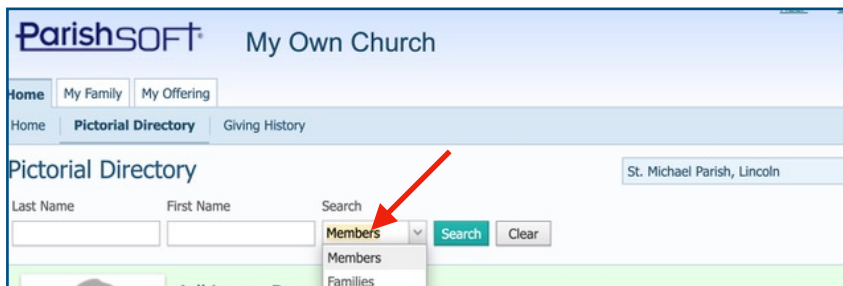 ParishSOFT My Own Church
Home My Family My Offering
Home Pictorial Directory Giving History
Pictorial Directory
St. Michael Parish, Lincoln
Last Name First Name Search
Members Search Clear
Members
Families